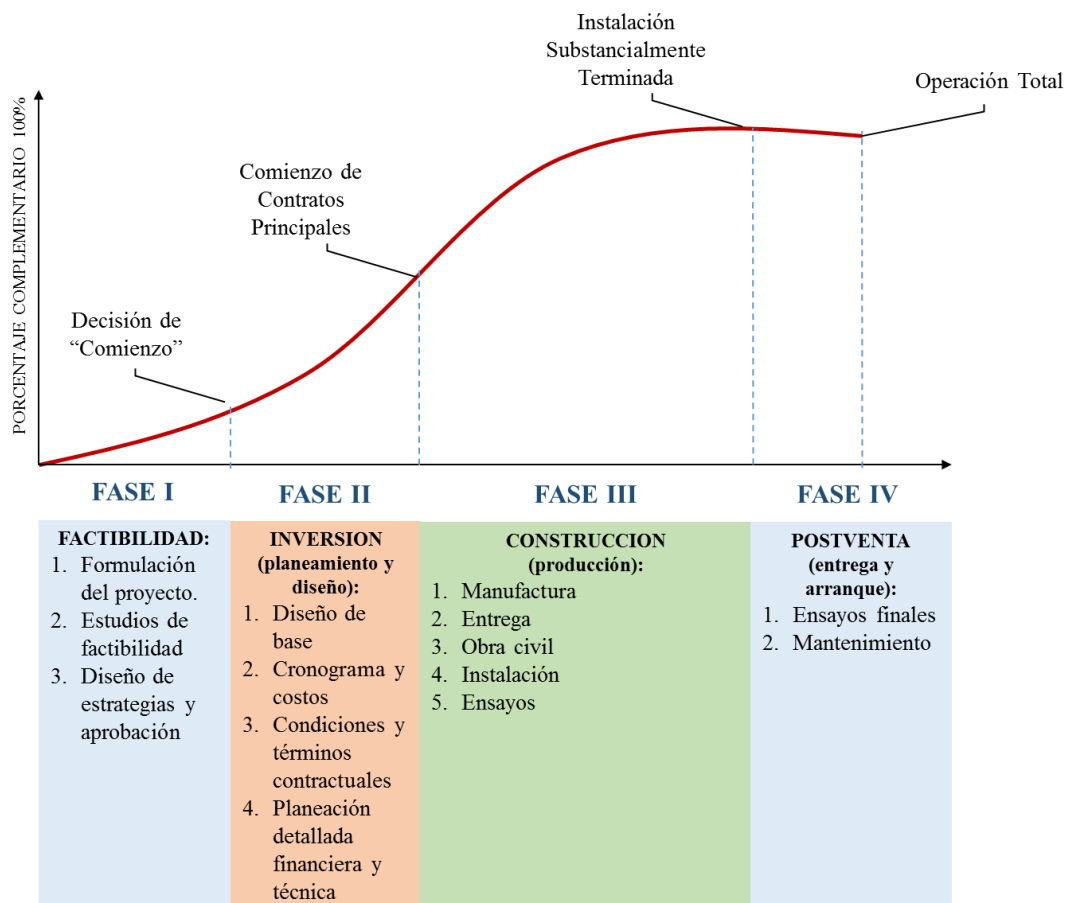 Instalación
Substancialmente
Terminada
Operación Total
Comienzo de
Contratos
Principales
Decisión de
“Comienzo”
PORCENTAJE COMPLEMENTARIO 100%
FASE I
FASE II
FASE III
FASE IV
FACTIBILIDAD:
1. Formulación
del proyecto.
2. Estudios de
factibilidad
3. Diseño de
estrategias y
aprobación
INVERSION
(planeamiento y
diseño):
1. Diseño de
base
2. Cronograma y
costos
3. Condiciones y
términos
contractuales
4. Planeación
detallada
financiera y
técnica
CONSTRUCCION
(producción):
1. Manufactura
2. Entrega
3. Obra civil
4. Instalación
5. Ensayos
POSTVENTA
(entrega y
arranque):
1. Ensayos finales
2. Mantenimiento